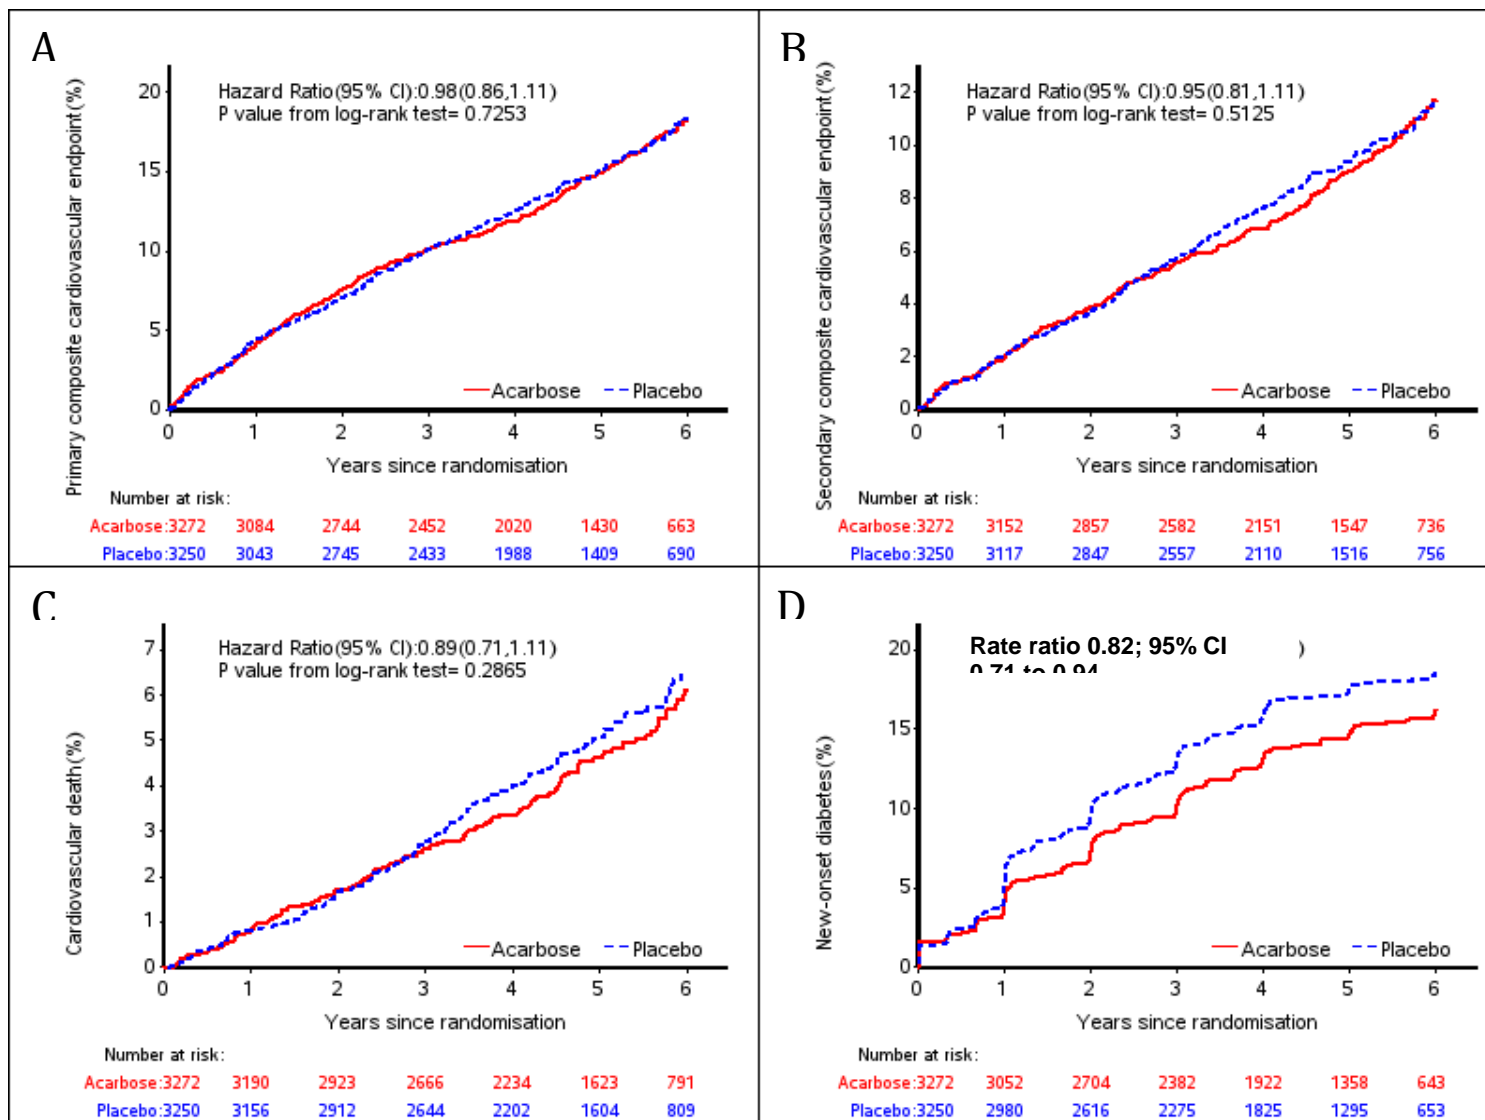 A
Primary composite cardiovascular endpoint(%)
Hazard Ratio(95% CI):0.98(0.86,1.11)
P value from log-rank test= 0.7253
20
15
10
5
0
Acarbose
Placebo
0 1 2 3 4 5 6
Years since randomisation
Number at risk:
Acarbose:3272 3084 2744 2452 2020 1430 663
Placebo:3250 3043 2745 2433 1988 1409 690
B
Secondary composite cardiovascular endpoint(%)
Hazard Ratio(95% CI):0.95(0.81,1.11)
P value from log-rank test= 0.5125
12
10
8
6
4
2
0
Acarbose
Placebo
0 1 2 3 4 5 6
Years since randomisation
Number at risk:
Acarbose:3272 3152 2857 2582 2151 1547 736
Placebo:3250 3117 2847 2557 2110 1516 756
C
Cardiovascular death(%)
Hazard Ratio(95% CI):0.89(0.71,1.11)
P value from log-rank test= 0.2865
7
6
5
4
3
2
1
0
Acarbose
Placebo
0 1 2 3 4 5 6
Years since randomisation
Number at risk:
Acarbose:3272 3190 2923 2666 2234 1623 791
Placebo:3250 3156 2912 2644 2202 1604 809
D
New-onset diabetes(%)
Rate ratio 0.82; 95% CI )
0.71 to 0.94
20
15
10
5
0
Acarbose
Placebo
0 1 2 3 4 5 6
Years since randomisation
Number at risk:
Acarbose:3272 3052 2704 2382 1922 1358 643
Placebo:3250 2980 2616 2275 1825 1295 653